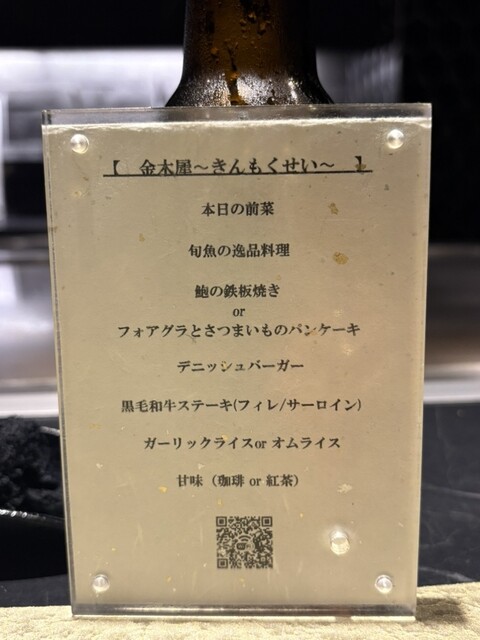 【 金木犀～きんもくせい～ 】
本日の前菜
旬魚の逸品料理
鮑の鉄板焼き
or
フォアグラとさつまいものパンケーキ
デニッシュバーガー
黒毛和牛ステーキ(フィレ/サーロイン)
ガーリックライスor オムライス
甘味（珈琲 or 紅茶）